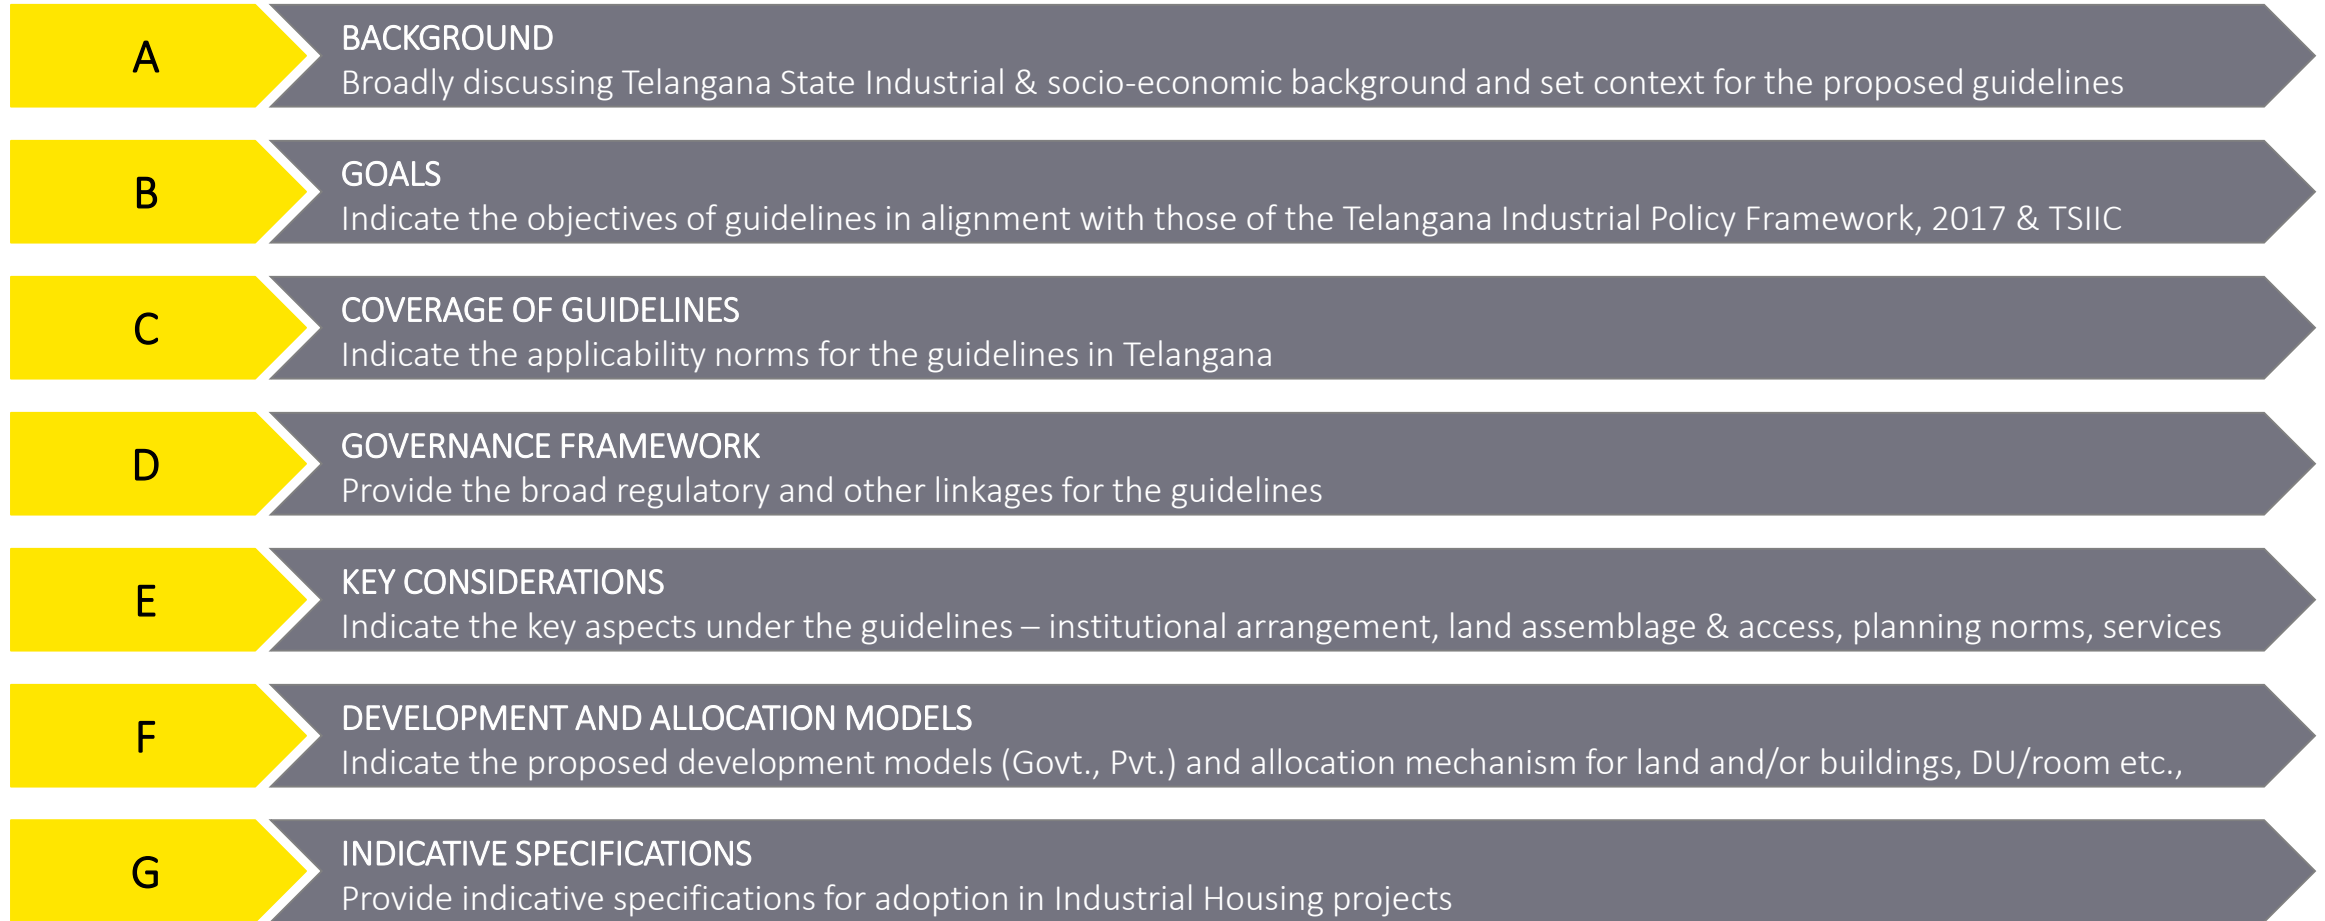 A
BACKGROUND
Broadly discussing Telangana State Industrial & socio-economic background and set context for the proposed guidelines
B
GOALS
Indicate the objectives of guidelines in alignment with those of the Telangana Industrial Policy Framework, 2017 & TSIIC
C
COVERAGE OF GUIDELINES
Indicate the applicability norms for the guidelines in Telangana
D
GOVERNANCE FRAMEWORK
Provide the broad regulatory and other linkages for the guidelines
E
KEY CONSIDERATIONS
Indicate the key aspects under the guidelines – institutional arrangement, land assemblage & access, planning norms, services
F
DEVELOPMENT AND ALLOCATION MODELS
Indicate the proposed development models (Govt., Pvt.) and allocation mechanism for land and/or buildings, DU/room etc.,
G
INDICATIVE SPECIFICATIONS
Provide indicative specifications for adoption in Industrial Housing projects